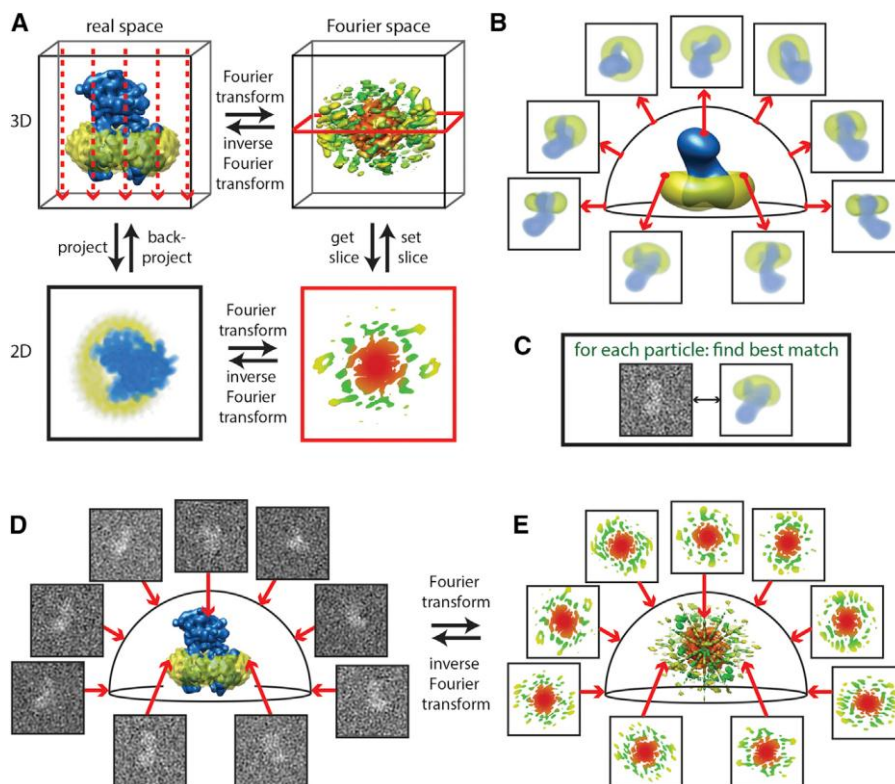 A
real space
Fourier space
3D
Fourier
transform
inverse
Fourier
transform
project
back-
project
get
slice
set
slice
2D
Fourier
transform
inverse
Fourier
transform
B
C
for each particle: find best match
D
Fourier
transform
inverse
Fourier
transform
E